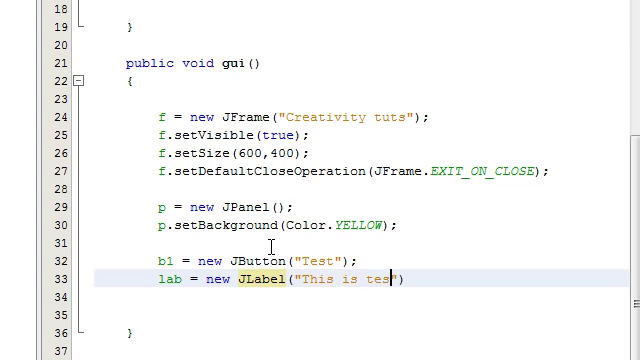 18
19 }
20
21 public void gui()
22 {
23
24 f = new JFrame("Creativity tuts");
25 f.setVisible(true);
26 f.setSize(600,400);
27 f.setDefaultCloseOperation(JFrame.EXIT_ON_CLOSE);
28
29 p = new JPanel();
30 p.setBackground(Color.YELLOW);
31
32 b1 = new JButton("Test");
33 lab = new JLabel("This is tes")
34
35
36 }
37